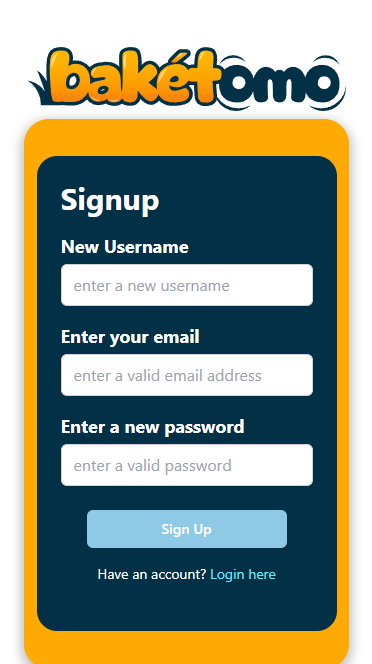 bakétomo
Signup
New Username
enter a new username
Enter your email
enter a valid email address
Enter a new password
enter a valid password
Sign Up
Have an account? Login here